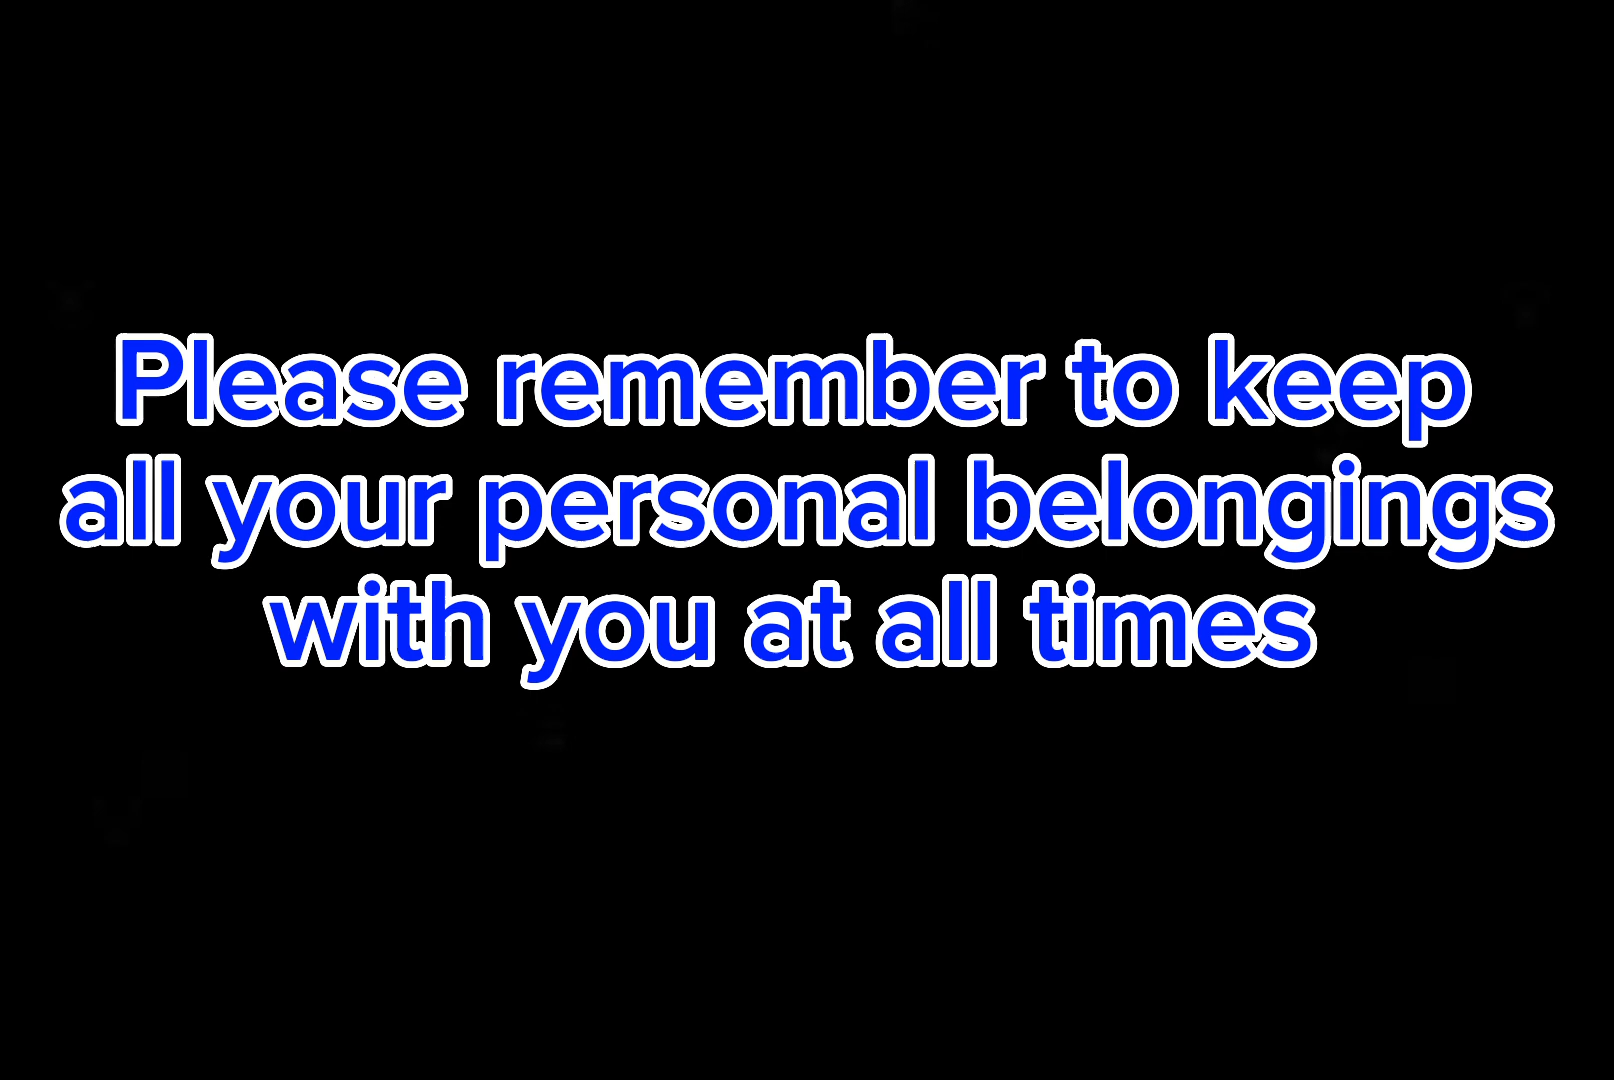 Please remember to keep
all your personal belongings
with you at all times